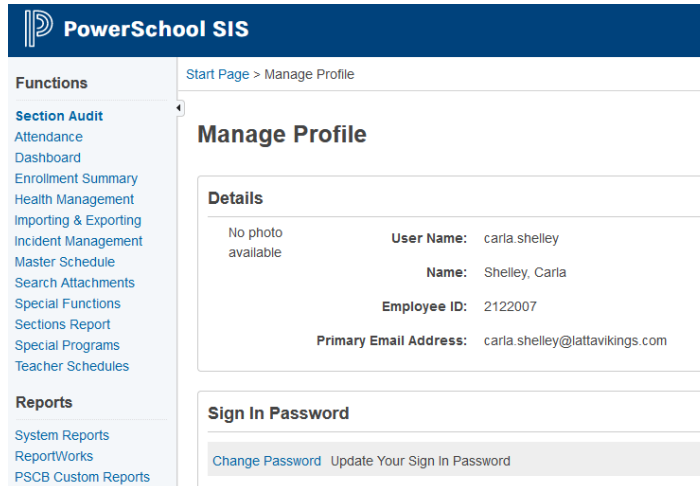 PowerSchool SIS
Functions
Section Audit
Attendance
Dashboard
Enrollment Summary
Health Management
Importing & Exporting
Incident Management
Master Schedule
Search Attachments
Special Functions
Sections Report
Special Programs
Teacher Schedules
Reports
System Reports
ReportWorks
PSCB Custom Reports
Start Page > Manage Profile
Manage Profile
Details
No photo
available
User Name: carla.shelley
Name: Shelley, Carla
Employee ID: 2122007
Primary Email Address: carla.shelley@lattavikings.com
Sign In Password
Change Password Update Your Sign In Password